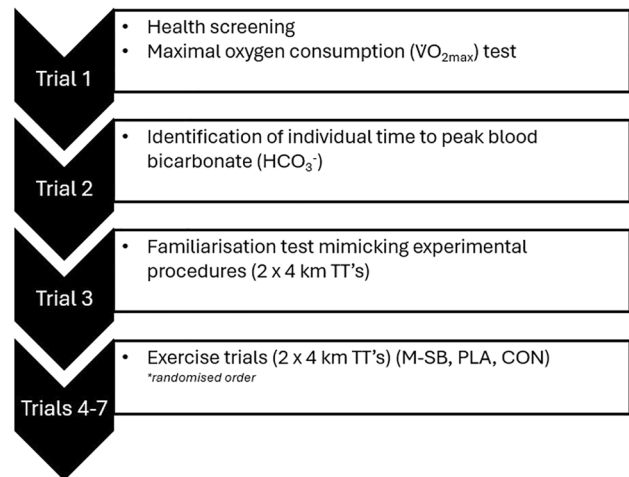 Trial 1
• Health screening
• Maximal oxygen consumption (V̇O₂max) test
Trial 2
• Identification of individual time to peak blood
bicarbonate (HCO₃⁻)
Trial 3
• Familiarisation test mimicking experimental
procedures (2 x 4 km TT's)
Trials 4-7
• Exercise trials (2 x 4 km TT's) (M-SB, PLA, CON)
*randomised order